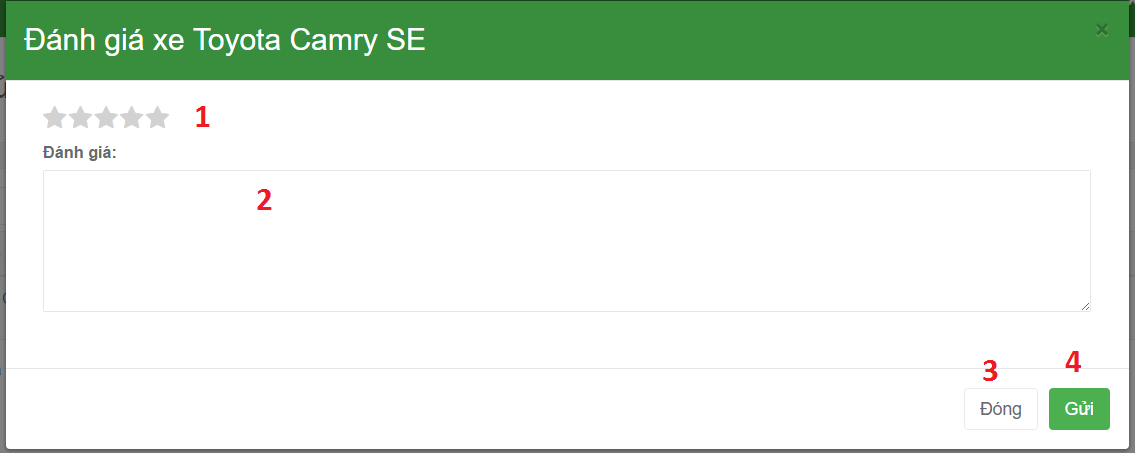 Đánh giá xe Toyota Camry SE
×
1
Đánh giá:
2
3
4
Đóng
Gửi